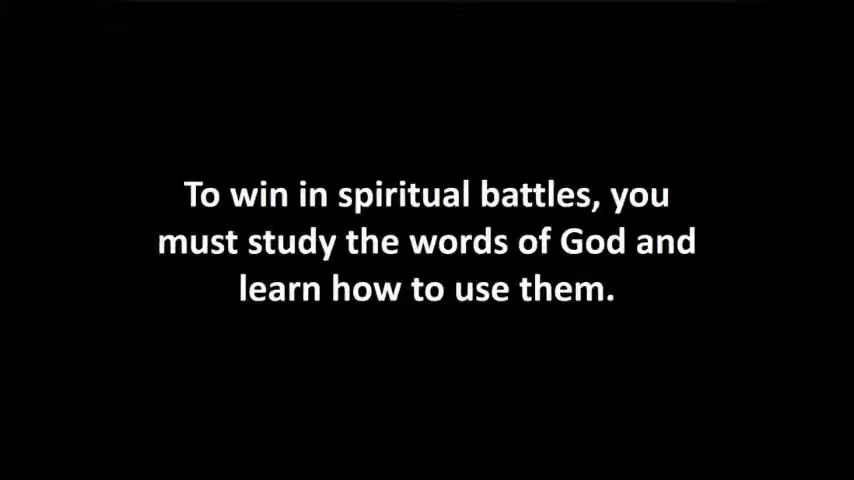 To win in spiritual battles, you
must study the words of God and
learn how to use them.